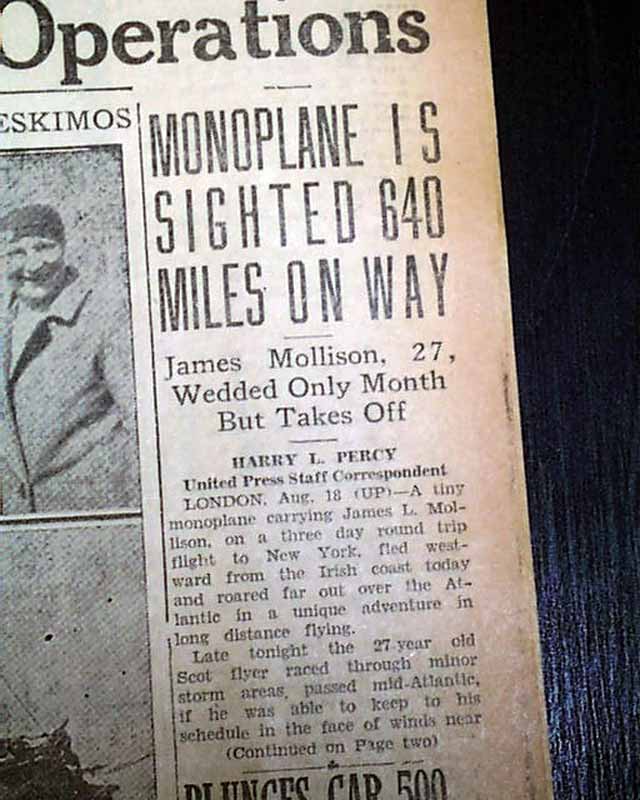 Operations
ESKIMOS
MONOPLANE IS
SIGHTED 640
MILES ON WAY
James Mollison, 27,
Wedded Only Month
But Takes Off
HARRY L. PERCY
United Press Staff Correspondent
LONDON, Aug. 18 (UP)—A tiny
monoplane carrying James L. Mol-
lison, on a three day round trip
flight to New York, fled west-
ward from the Irish coast today
and roared far out over the At-
lantic in a unique adventure in
long distance flying.
Late tonight the 27-year old
Scot flyer raced through minor
storm areas, passed mid-Atlantic,
if he was able to keep to his
schedule in the face of winds near
(Continued on Page two)
PLUNGES CAR 500